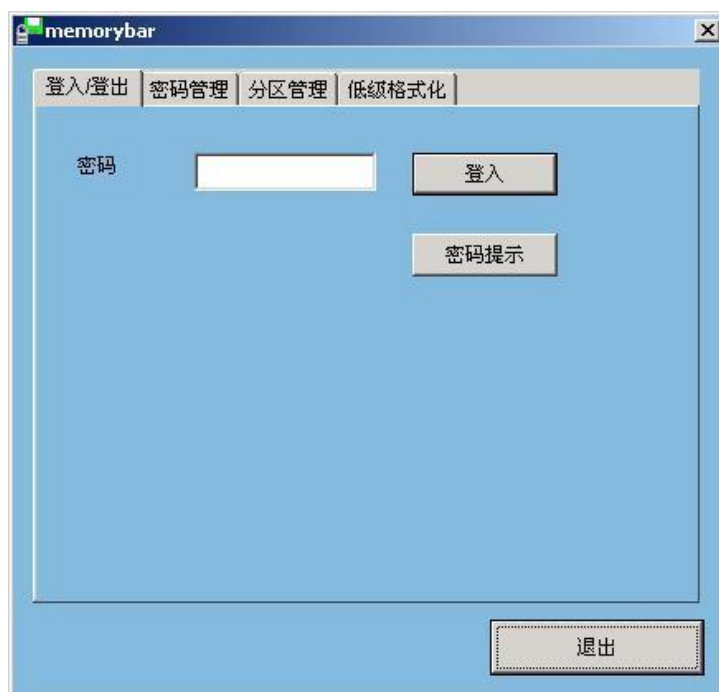 memorybar
登入/登出 密码管理 分区管理 低级格式化
密码 登入
密码提示
退出